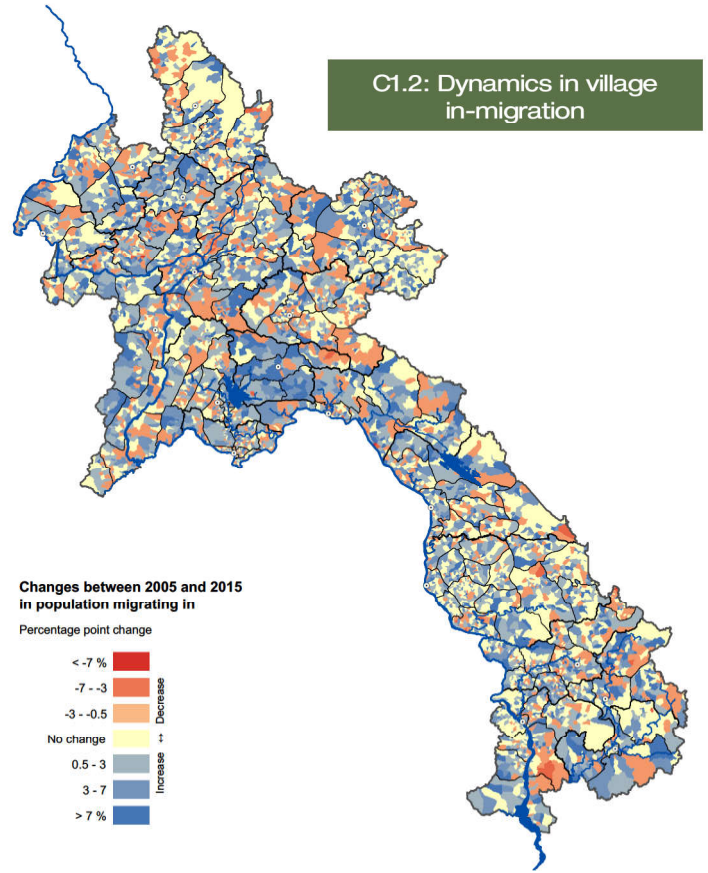 C1.2: Dynamics in village
in-migration
Changes between 2005 and 2015
in population migrating in
Percentage point change
< -7 %
-7 - -3
-3 - -0.5
No change
0.5 - 3
3 - 7
> 7 %
Decrease
↔
Increase